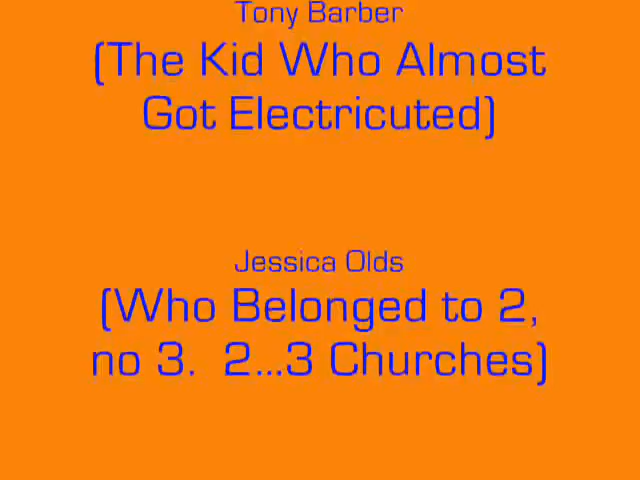 Tony Barber
(The Kid Who Almost
Got Electricuted)
Jessica Olds
(Who Belonged to 2,
no 3.  2...3 Churches)